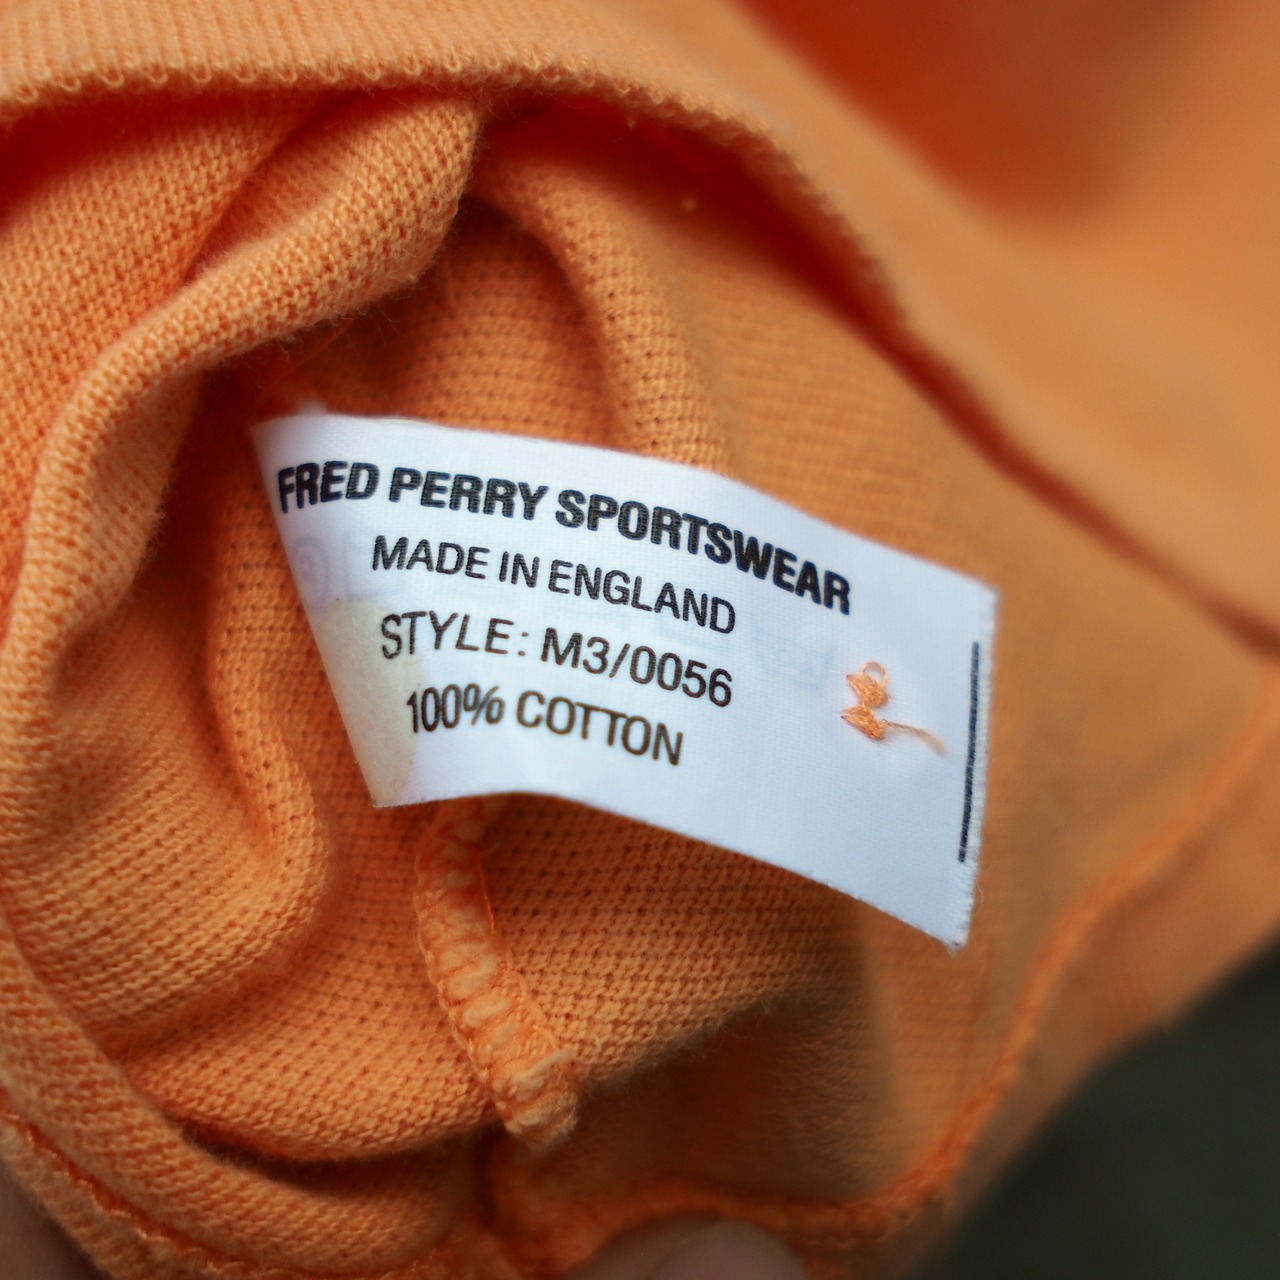 FRED PERRY SPORTSWEAR
MADE IN ENGLAND
STYLE: M3/0056
100% COTTON